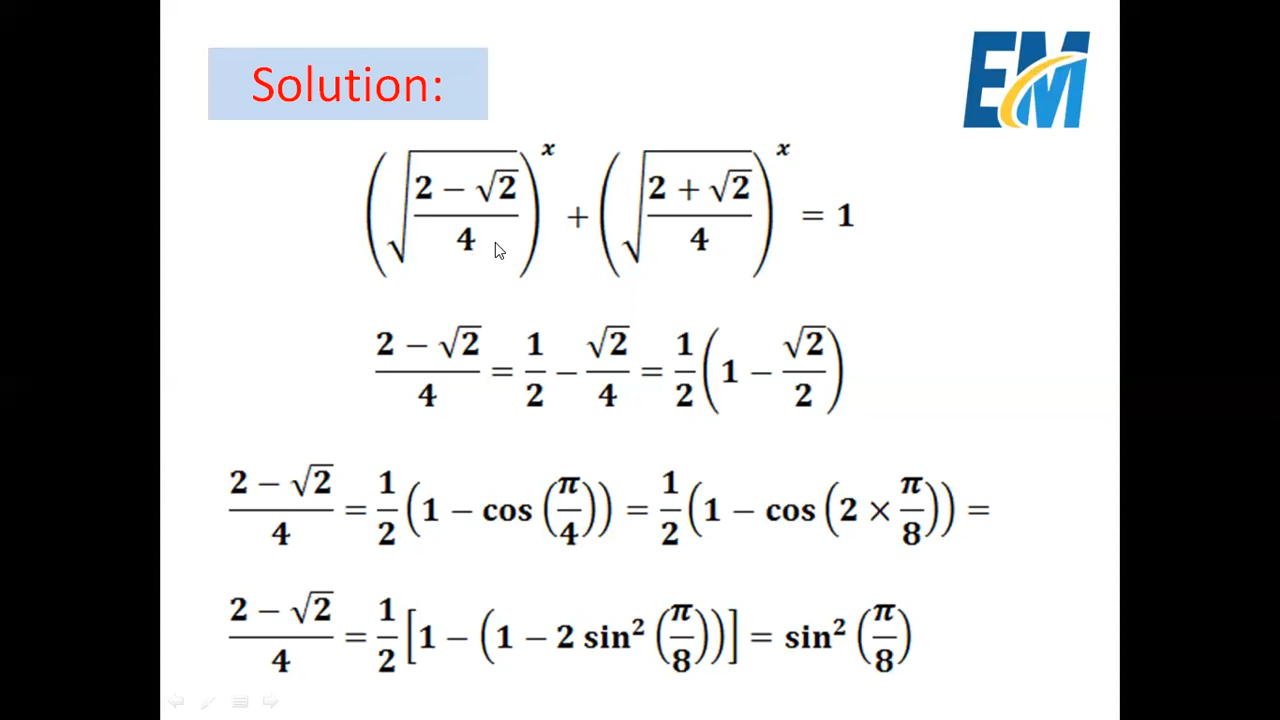 Solution:
EM
(√((2 − √2)/4))^x + (√((2 + √2)/4))^x = 1
(2 − √2)/4 = 1/2 − √2/4 = 1/2 (1 − √2/2)
(2 − √2)/4 = 1/2 (1 − cos (π/4)) = 1/2 (1 − cos (2 × π/8)) =
(2 − √2)/4 = 1/2 [1 − (1 − 2 sin² (π/8))] = sin² (π/8)